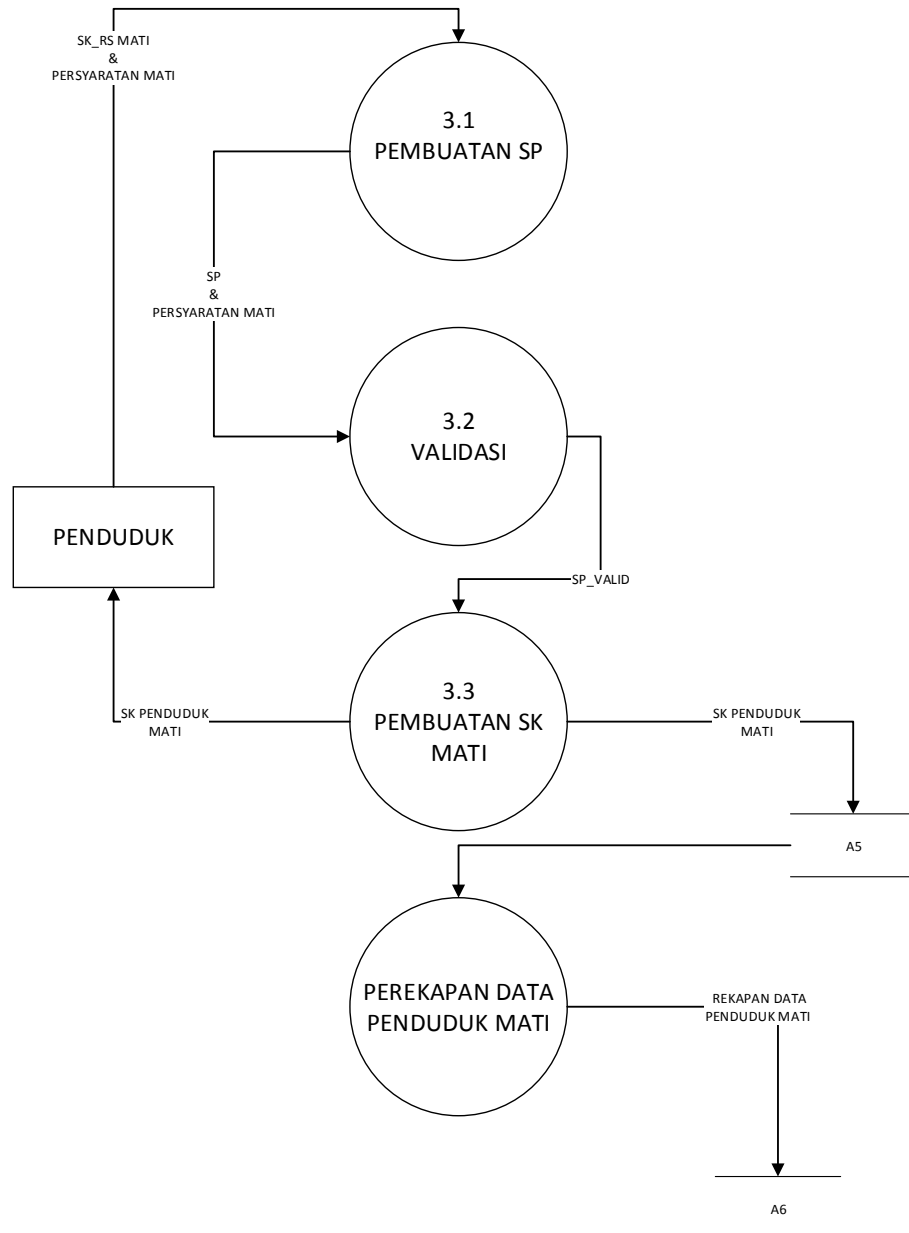 SK_RS MATI
&
PERSYARATAN MATI
3.1
PEMBUATAN SP
SP
&
PERSYARATAN MATI
3.2
VALIDASI
PENDUDUK
SP_VALID
3.3
PEMBUATAN SK
MATI
SK PENDUDUK
MATI
SK PENDUDUK
MATI
A5
PEREKAPAN DATA
PENDUDUK MATI
REKAPAN DATA
PENDUDUK MATI
A6